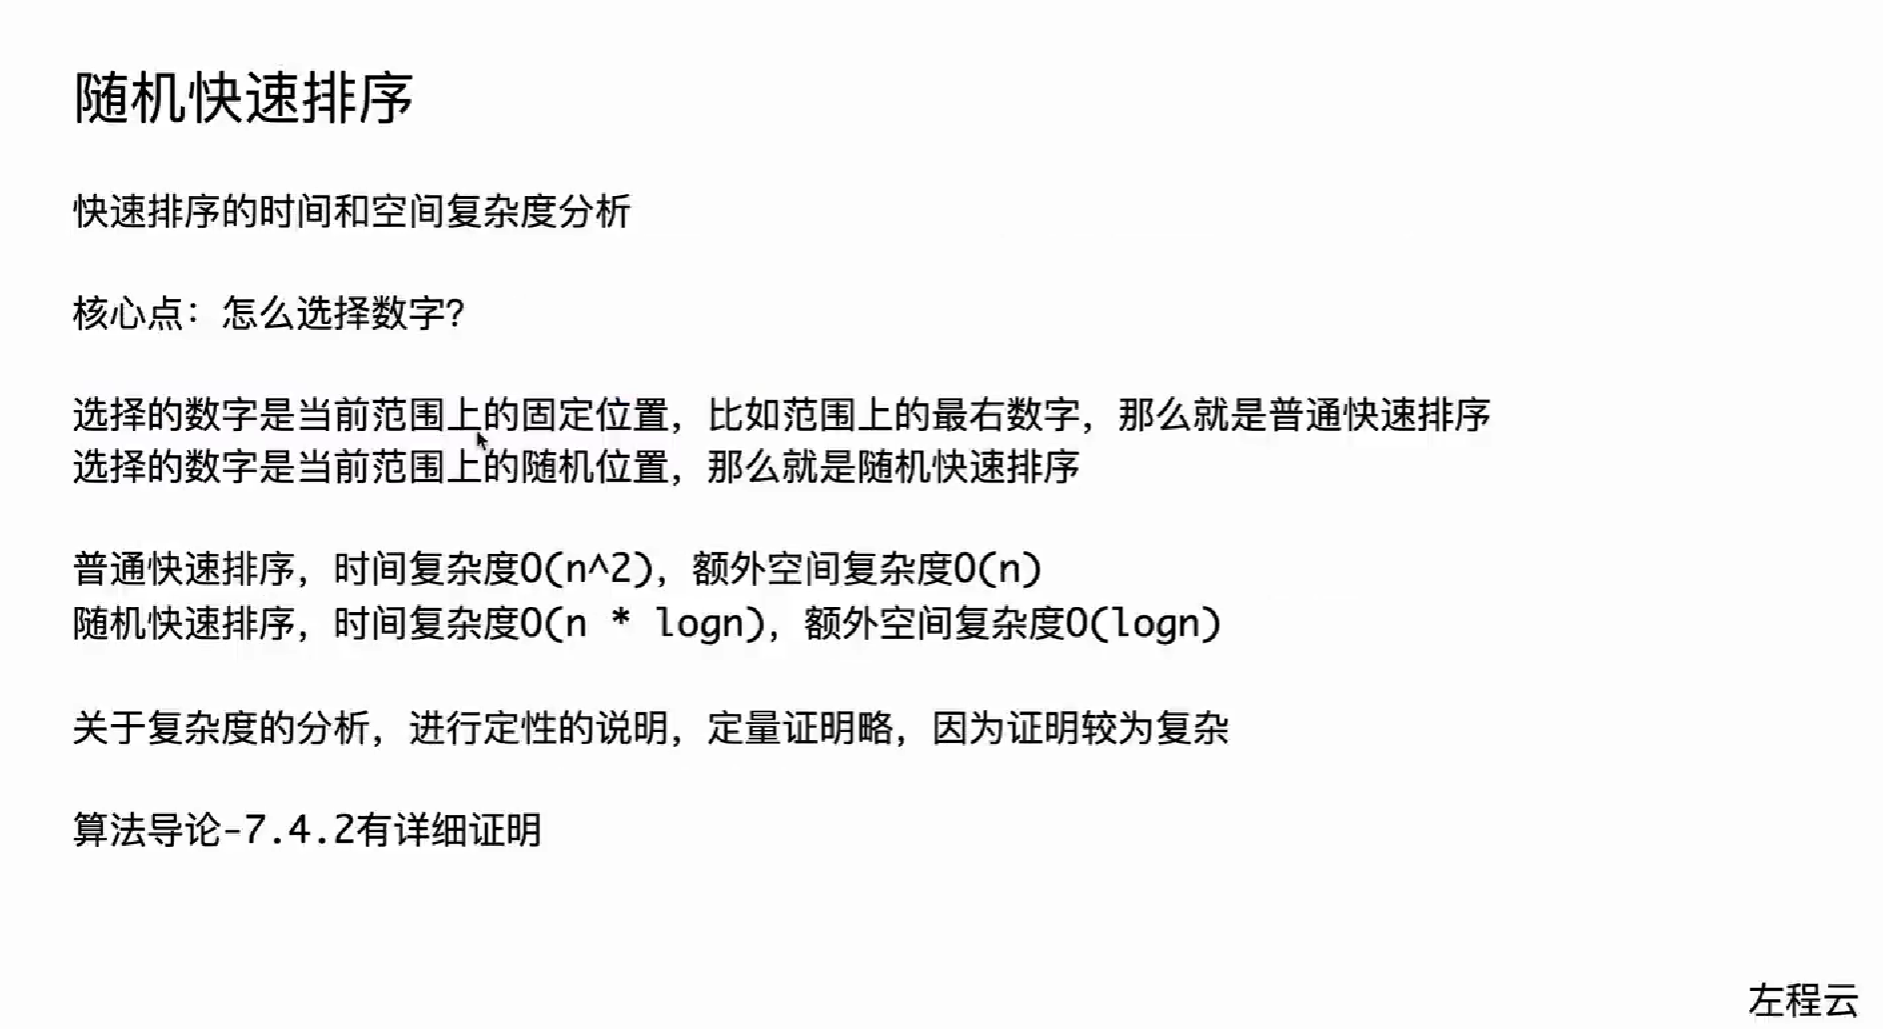 随机快速排序
快速排序的时间和空间复杂度分析
核心点：怎么选择数字？
选择的数字是当前范围上的固定位置，比如范围上的最右数字，那么就是普通快速排序
选择的数字是当前范围上的随机位置，那么就是随机快速排序
普通快速排序，时间复杂度O(n^2)，额外空间复杂度O(n)
随机快速排序，时间复杂度O(n * logn)，额外空间复杂度O(logn)
关于复杂度的分析，进行定性的说明，定量证明略，因为证明较为复杂
算法导论-7.4.2有详细证明
左程云